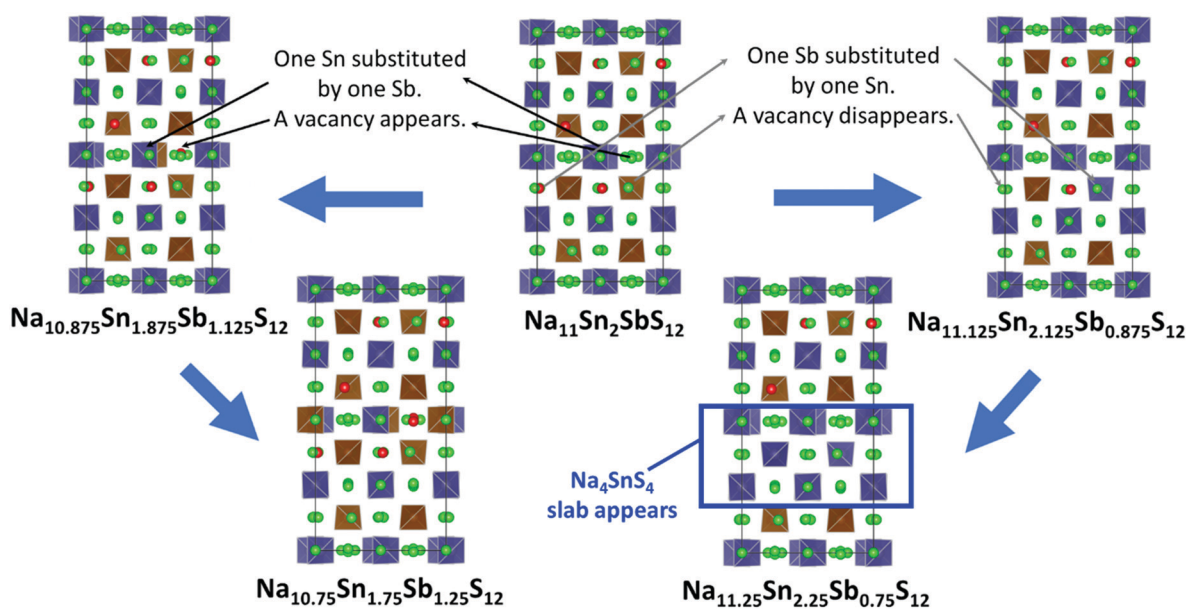 One Sn substituted
by one Sb.
A vacancy appears.
One Sb substituted
by one Sn.
A vacancy disappears.
Na₁₀.₈₇₅Sn₁.₈₇₅Sb₁.₁₂₅S₁₂
Na₁₁Sn₂SbS₁₂
Na₁₁.₁₂₅Sn₂.₁₂₅Sb₀.₈₇₅S₁₂
Na₄SnS₄
slab appears
Na₁₀.₇₅Sn₁.₇₅Sb₁.₂₅S₁₂
Na₁₁.₂₅Sn₂.₂₅Sb₀.₇₅S₁₂